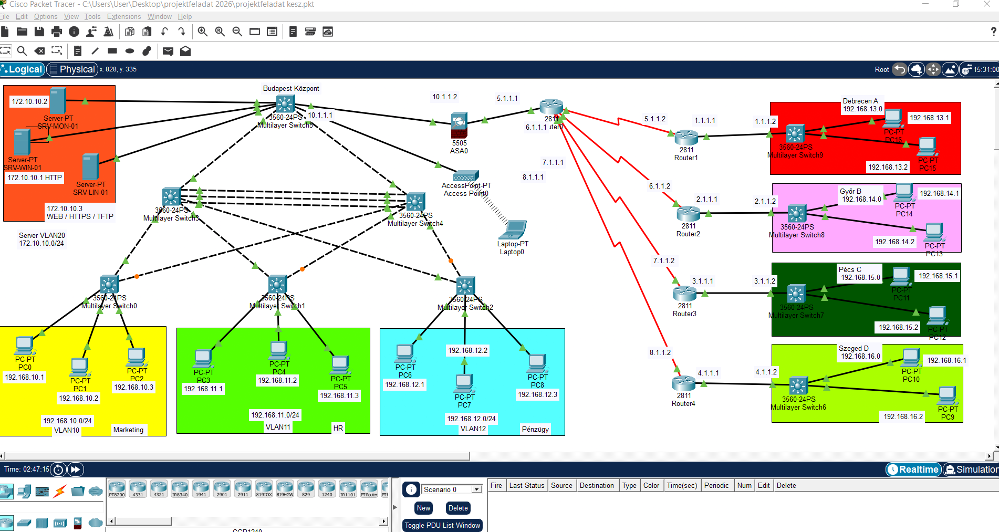 Cisco Packet Tracer - C:\Users\User\Desktop\projektfeladat 2026\projektfeladat kesz.pkt
File Edit Options View Tools Extensions Window Help
Logical Physical x: 828, y: 335
Root 15:31:00
Budapest Központ
172.10.10.2
Server-PT
SRV-MON-01
Server-PT
SRV-WIN-01
172.10.10.1 HTTP
Server-PT
SRV-LIN-01
172.10.10.3
WEB / HTTPS / TFTP
Server VLAN20
172.10.10.0/24
3560-24PS
Multilayer Switch5
10.1.1.1
10.1.1.2
5505
ASA0
5.1.1.1
2811
6.1.1.1
7.1.1.1
8.1.1.1
AccessPoint-PT
Access Point0
Laptop-PT
Laptop0
3560-24PS
Multilayer Switch3
3560-24PS
Multilayer Switch4
3560-24PS
Multilayer Switch0
3560-24PS
Multilayer Switch1
3560-24PS
Multilayer Switch2
PC-PT
PC0
192.168.10.1
PC-PT
PC1
192.168.10.2
PC-PT
PC2
192.168.10.3
192.168.10.0/24
VLAN10
Marketing
PC-PT
PC3
192.168.11.1
PC-PT
PC4
192.168.11.2
PC-PT
PC5
192.168.11.3
192.168.11.0/24
VLAN11
HR
PC-PT
PC6
192.168.12.1
192.168.12.2
PC-PT
PC7
PC-PT
PC8
192.168.12.3
192.168.12.0/24
VLAN12
Pénzügy
5.1.1.2
2811
Router1
1.1.1.1
1.1.1.2
Debrecen A
192.168.13.0
3560-24PS
Multilayer Switch9
PC-PT
PC16
192.168.13.1
PC-PT
PC15
192.168.13.2
6.1.1.2
2811
Router2
2.1.1.1
2.1.1.2
Győr B
192.168.14.0
3560-24PS
Multilayer Switch8
PC-PT
PC14
192.168.14.1
PC-PT
PC13
192.168.14.2
7.1.1.2
2811
Router3
3.1.1.1
3.1.1.2
Pécs C
192.168.15.0
3560-24PS
Multilayer Switch7
PC-PT
PC11
192.168.15.1
PC-PT
PC12
192.168.15.2
8.1.1.2
2811
Router4
4.1.1.1
4.1.1.2
Szeged D
192.168.16.0
3560-24PS
Multilayer Switch6
PC-PT
PC10
192.168.16.1
PC-PT
PC9
192.168.16.2
Time: 02:47:15
Realtime Simulation
PT8200 4331 4321 IR8340 1941 2901 2911 819IOX 819HGW 829 1240 IR1101 PT-Router
Scenario 0
New Delete
Toggle PDU List Window
Fire Last Status Source Destination Type Color Time(sec) Periodic Num Edit Delete